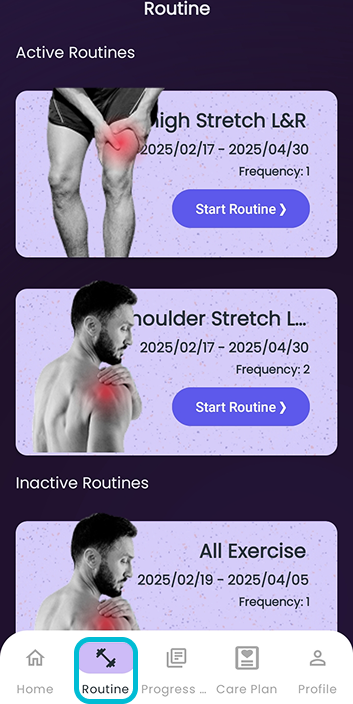 Routine
Active Routines
high Stretch L&R
2025/02/17 - 2025/04/30
Frequency: 1
Start Routine ❯
houlder Stretch L...
2025/02/17 - 2025/04/30
Frequency: 2
Start Routine ❯
Inactive Routines
All Exercise
2025/02/19 - 2025/04/05
Frequency: 1
Home Routine Progress ... Care Plan Profile